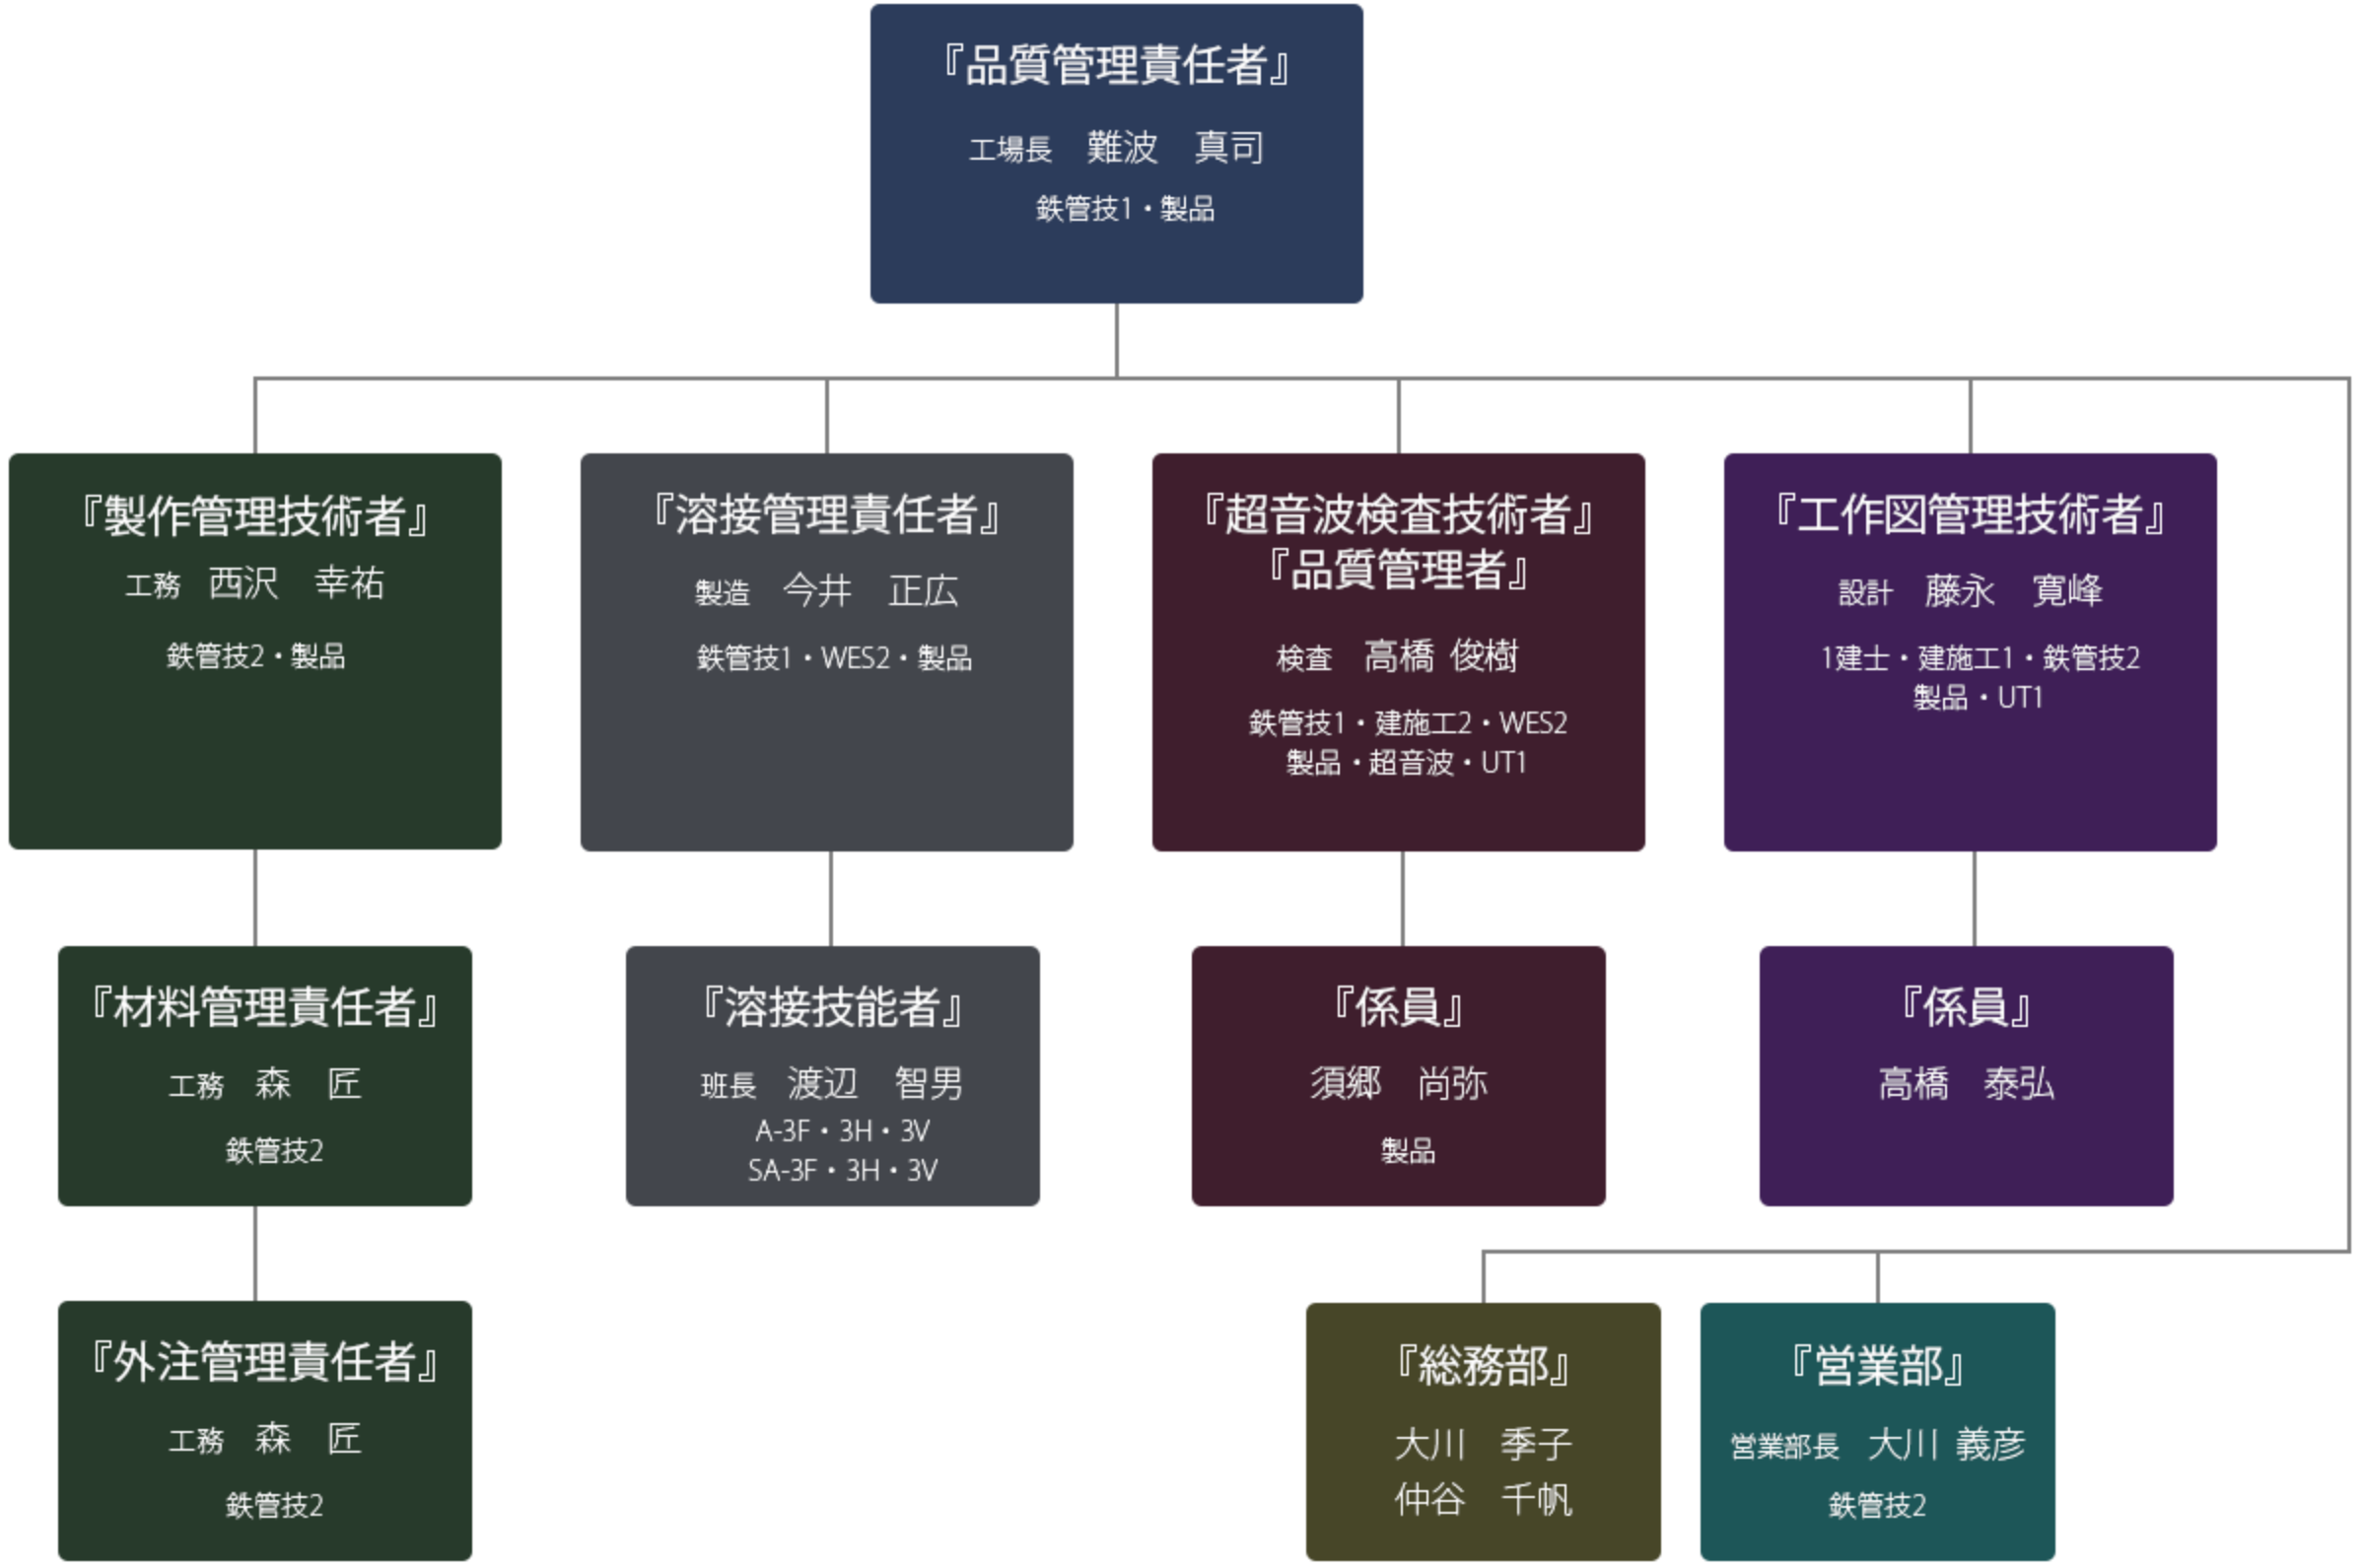 『品質管理責任者』
工場長　難波　真司
鉄管技1・製品
『製作管理技術者』
工務　西沢　幸祐
鉄管技2・製品
『溶接管理責任者』
製造　今井　正広
鉄管技1・WES2・製品
『超音波検査技術者』
『品質管理者』
検査　高橋 俊樹
鉄管技1・建施工2・WES2
製品・超音波・UT1
『工作図管理技術者』
設計　藤永　寛峰
1建士・建施工1・鉄管技2
製品・UT1
『材料管理責任者』
工務　森　匠
鉄管技2
『溶接技能者』
班長　渡辺　智男
A-3F・3H・3V
SA-3F・3H・3V
『係員』
須郷　尚弥
製品
『係員』
高橋　泰弘
『外注管理責任者』
工務　森　匠
鉄管技2
『総務部』
大川　季子
仲谷　千帆
『営業部』
営業部長　大川 義彦
鉄管技2